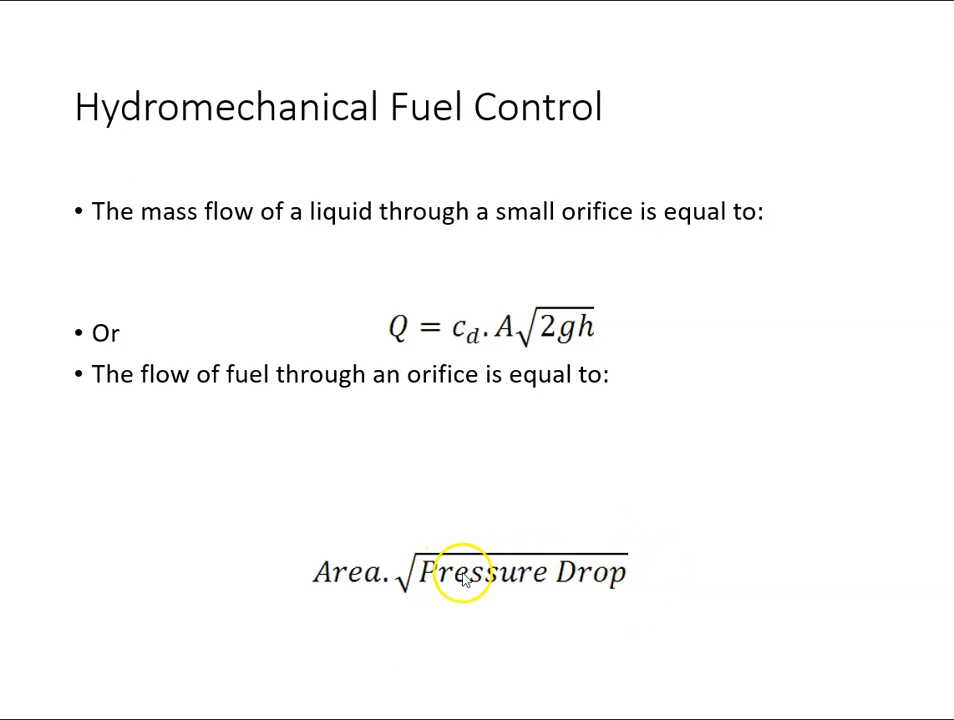 Hydromechanical Fuel Control
• The mass flow of a liquid through a small orifice is equal to:
• Or
Q = c_d . A√2gh
• The flow of fuel through an orifice is equal to:
Area. √Pressure Drop